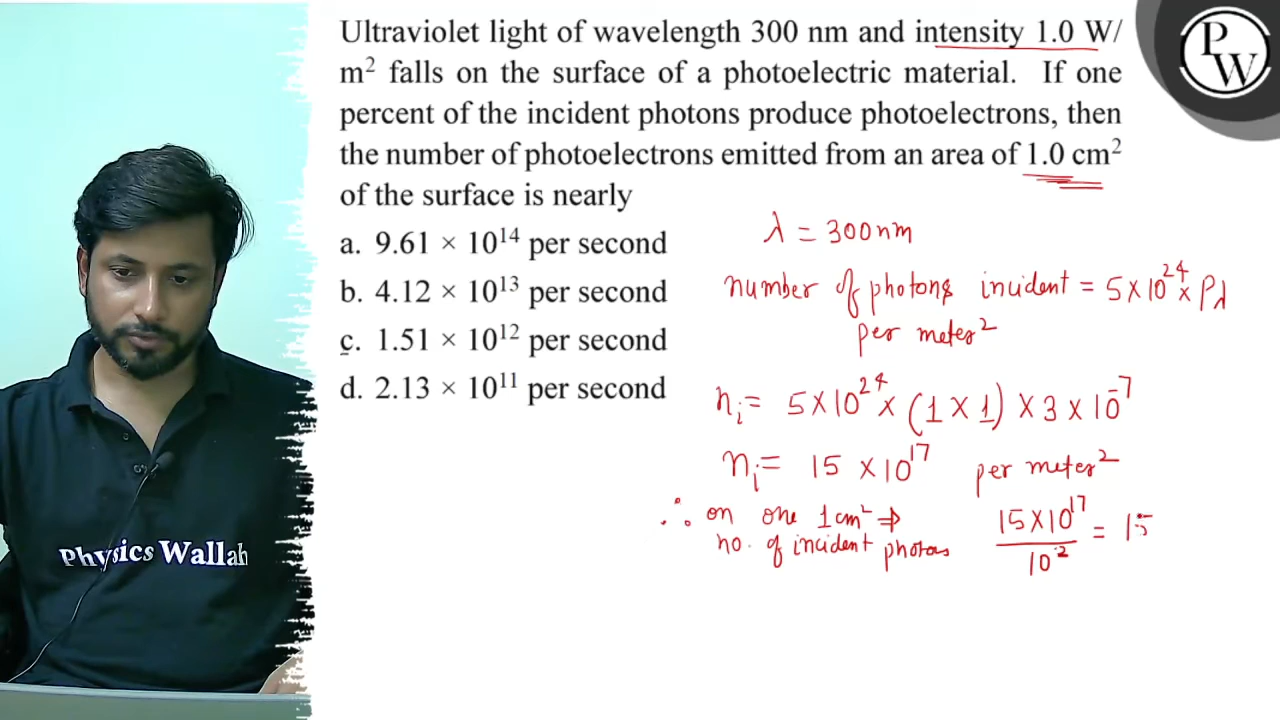 Ultraviolet light of wavelength 300 nm and intensity 1.0 W/
m² falls on the surface of a photoelectric material. If one
percent of the incident photons produce photoelectrons, then
the number of photoelectrons emitted from an area of 1.0 cm²
of the surface is nearly
a. 9.61 × 10¹⁴ per second
b. 4.12 × 10¹³ per second
c. 1.51 × 10¹² per second
d. 2.13 × 10¹¹ per second
PW
λ = 300nm
number of photons incident = 5×10²⁴ × Pλ
per meter²
nᵢ= 5×10²⁴ × (1×1) × 3×10⁻⁷
nᵢ= 15 ×10¹⁷ per meter²
∴ on one 1cm² ⇒ 15×10¹⁷/10² = 15
no. of incident photons
Physics Wallah